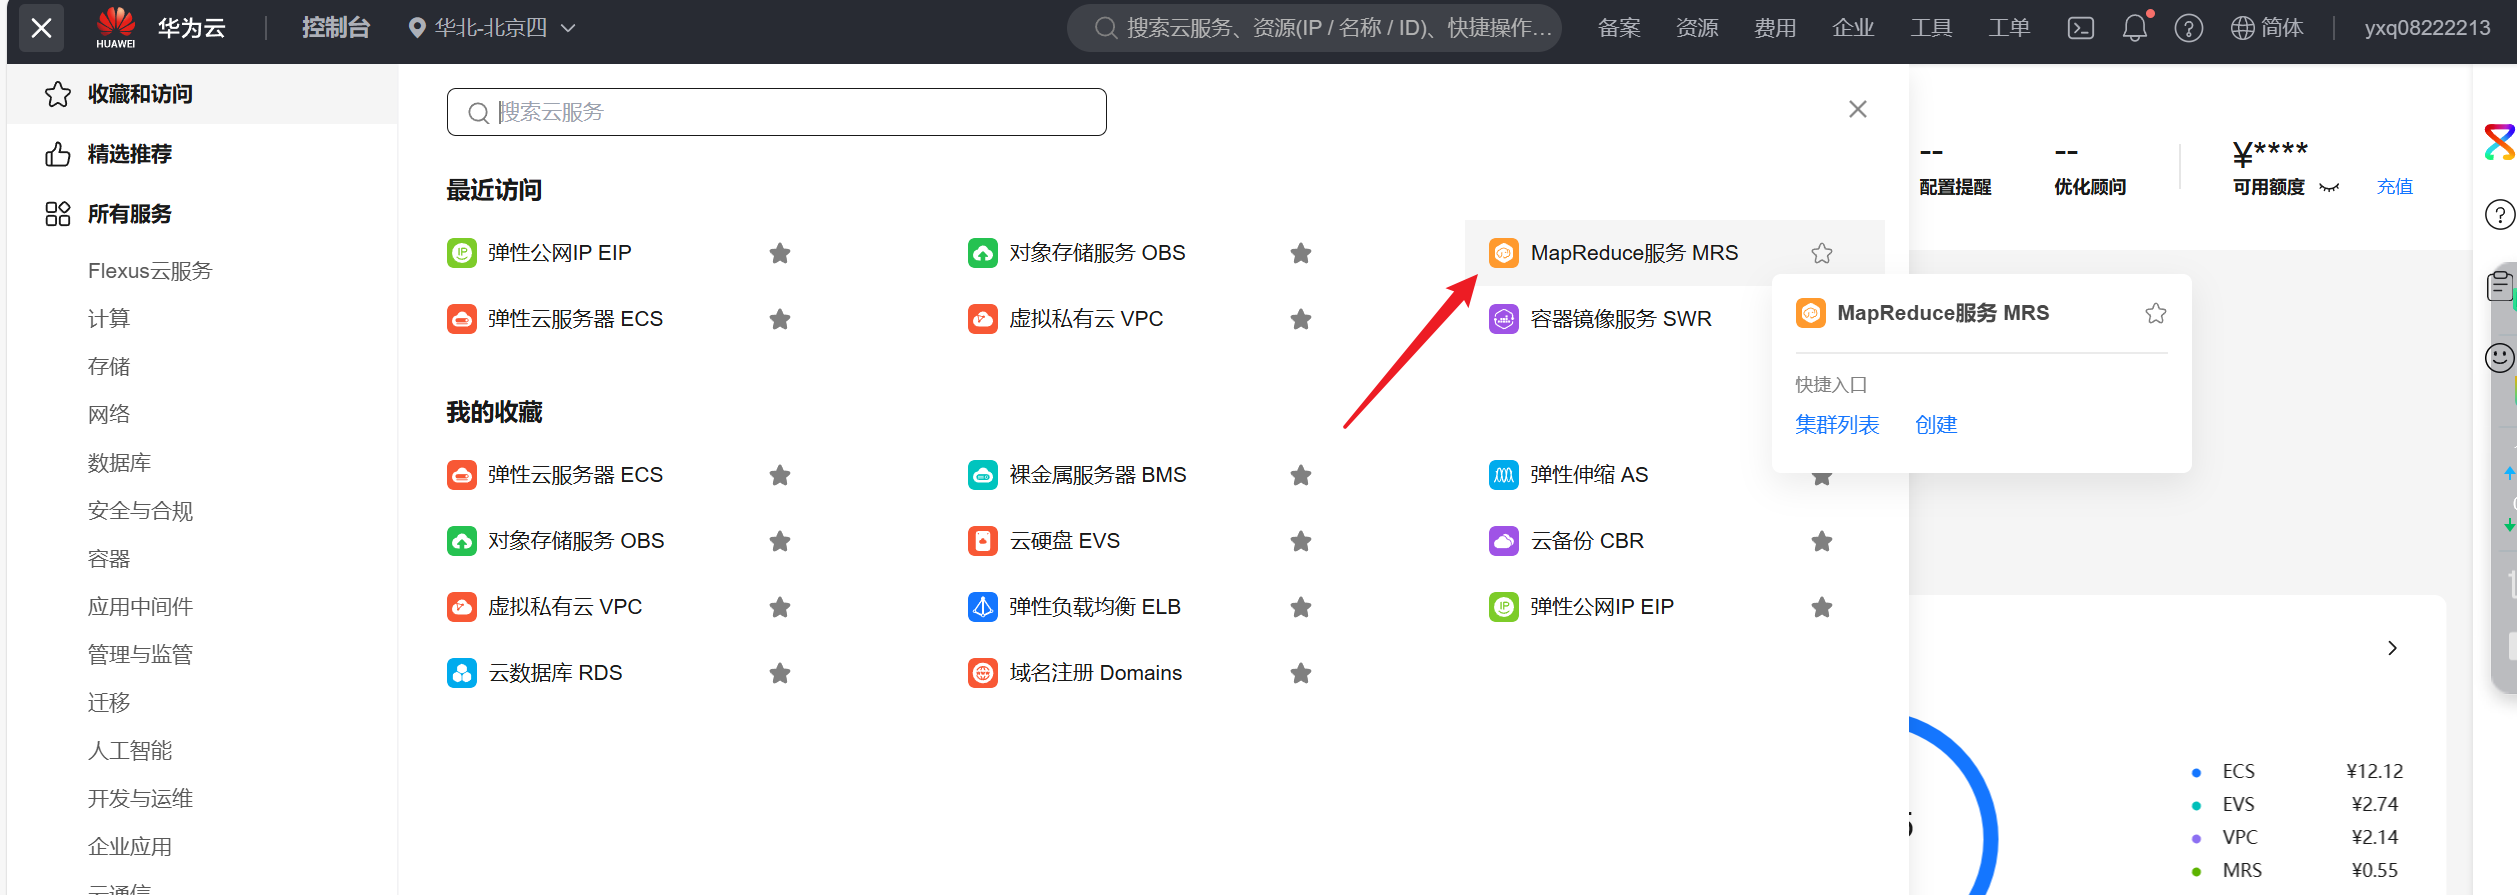 HUAWEI
华为云
控制台
华北-北京四
搜索云服务、资源(IP / 名称 / ID)、快捷操作…
备案
资源
费用
企业
工具
工单
简体
yxq08222213
收藏和访问
精选推荐
所有服务
Flexus云服务
计算
存储
网络
数据库
安全与合规
容器
应用中间件
管理与监管
迁移
人工智能
开发与运维
企业应用
云通信
搜索云服务
最近访问
弹性公网IP EIP
对象存储服务 OBS
MapReduce服务 MRS
弹性云服务器 ECS
虚拟私有云 VPC
容器镜像服务 SWR
我的收藏
弹性云服务器 ECS
裸金属服务器 BMS
弹性伸缩 AS
对象存储服务 OBS
云硬盘 EVS
云备份 CBR
虚拟私有云 VPC
弹性负载均衡 ELB
弹性公网IP EIP
云数据库 RDS
域名注册 Domains
MapReduce服务 MRS
快捷入口
集群列表
创建
--
配置提醒
--
优化顾问
¥****
可用额度
充值
ECS ¥12.12
EVS ¥2.74
VPC ¥2.14
MRS ¥0.55